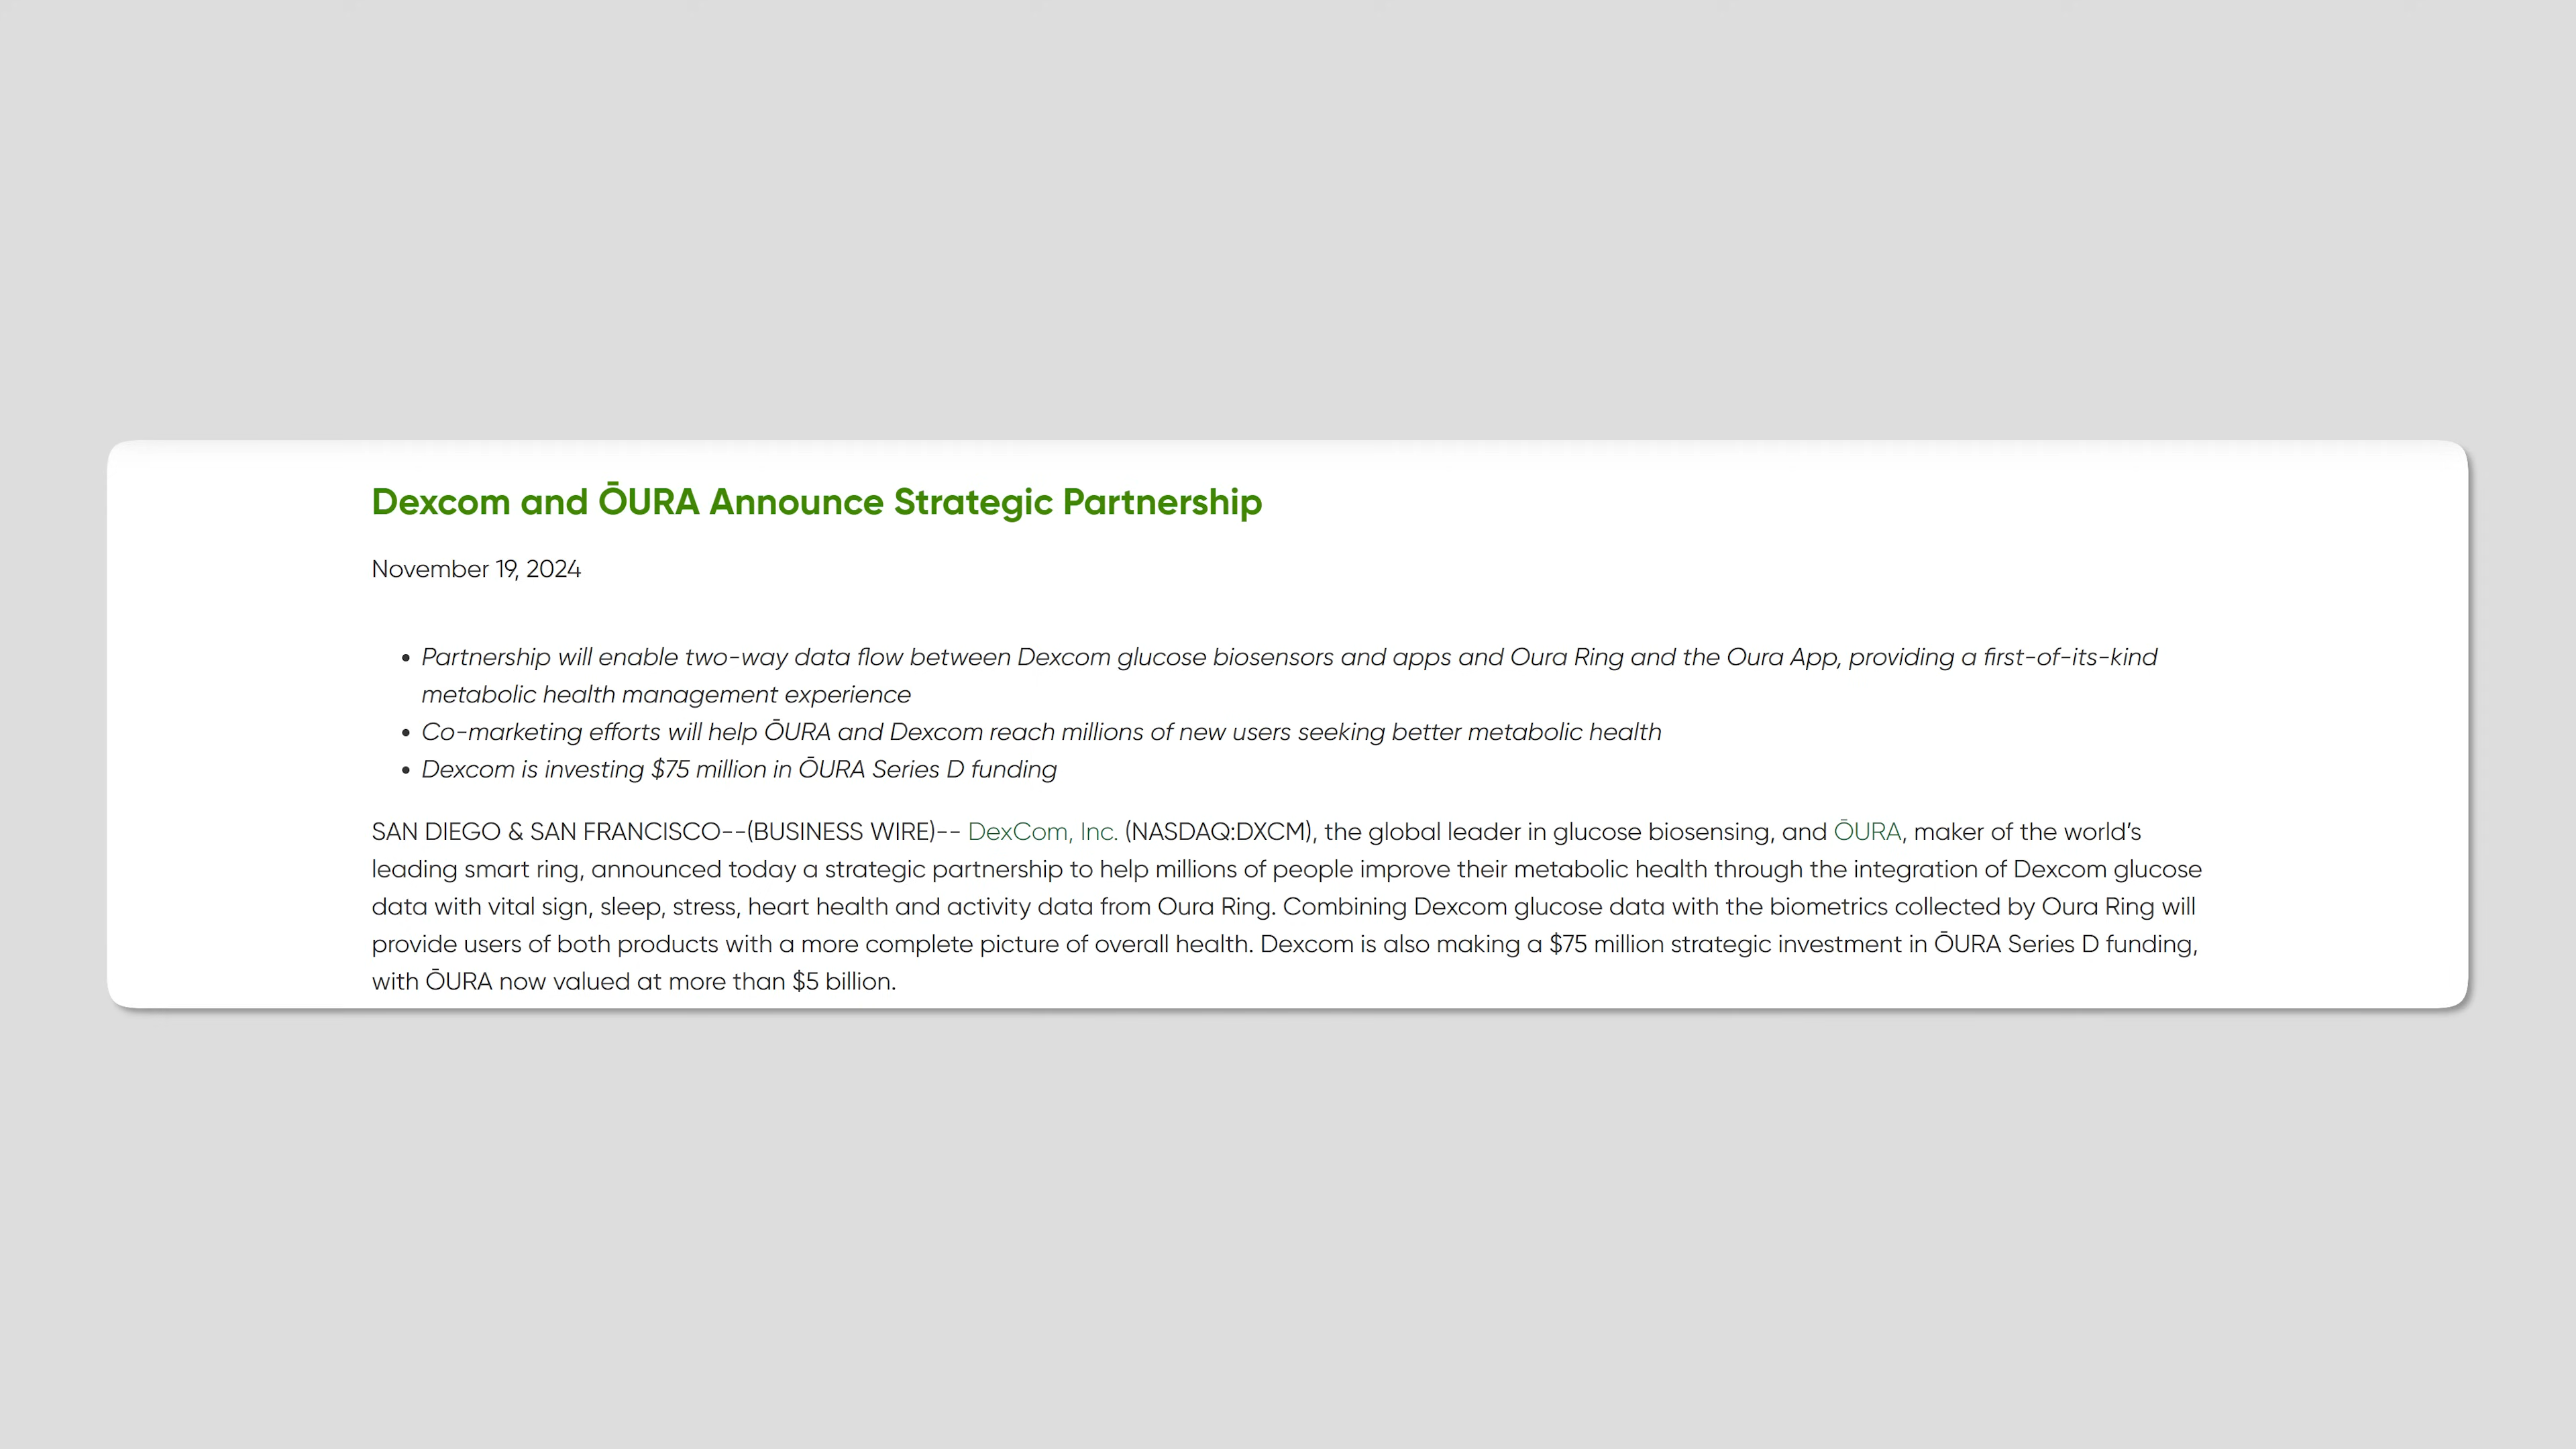 Dexcom and ŌURA Announce Strategic Partnership
November 19, 2024
• Partnership will enable two-way data flow between Dexcom glucose biosensors and apps and Oura Ring and the Oura App, providing a first-of-its-kind
metabolic health management experience
• Co-marketing efforts will help ŌURA and Dexcom reach millions of new users seeking better metabolic health
• Dexcom is investing $75 million in ŌURA Series D funding
SAN DIEGO & SAN FRANCISCO--(BUSINESS WIRE)-- DexCom, Inc. (NASDAQ:DXCM), the global leader in glucose biosensing, and ŌURA, maker of the world’s
leading smart ring, announced today a strategic partnership to help millions of people improve their metabolic health through the integration of Dexcom glucose
data with vital sign, sleep, stress, heart health and activity data from Oura Ring. Combining Dexcom glucose data with the biometrics collected by Oura Ring will
provide users of both products with a more complete picture of overall health. Dexcom is also making a $75 million strategic investment in ŌURA Series D funding,
with ŌURA now valued at more than $5 billion.